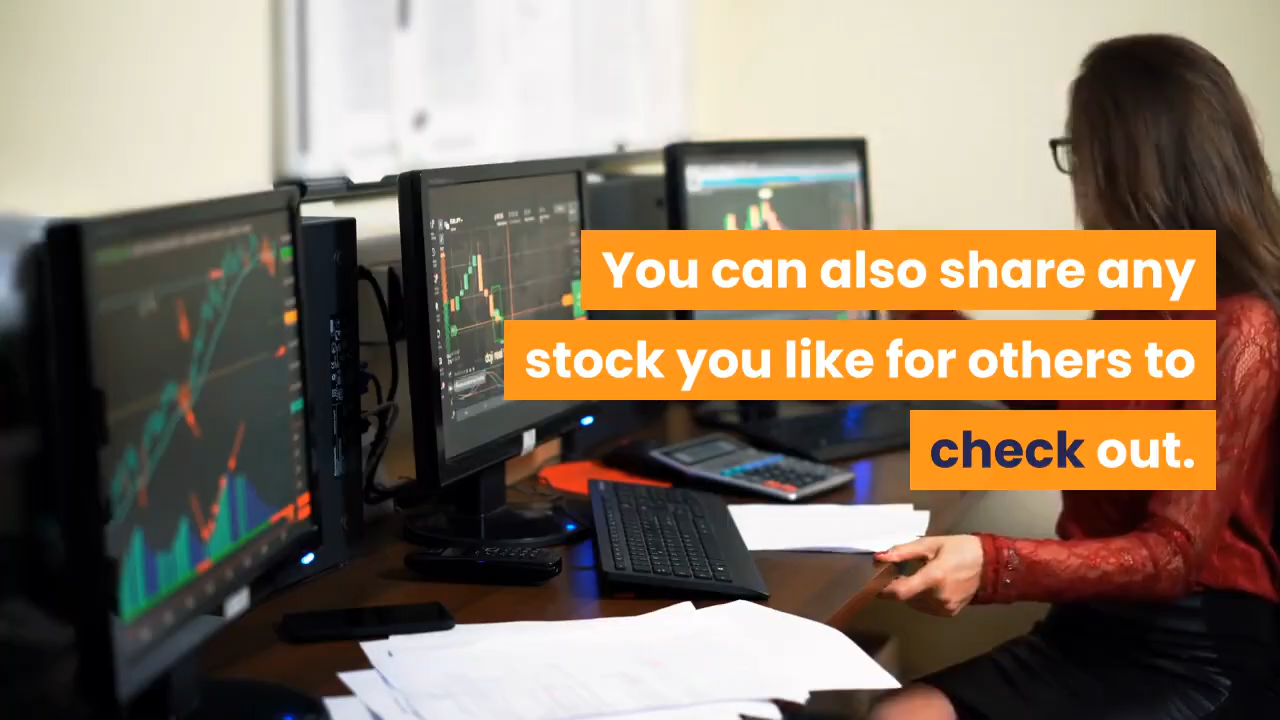 You can also share any
stock you like for others to
check out.